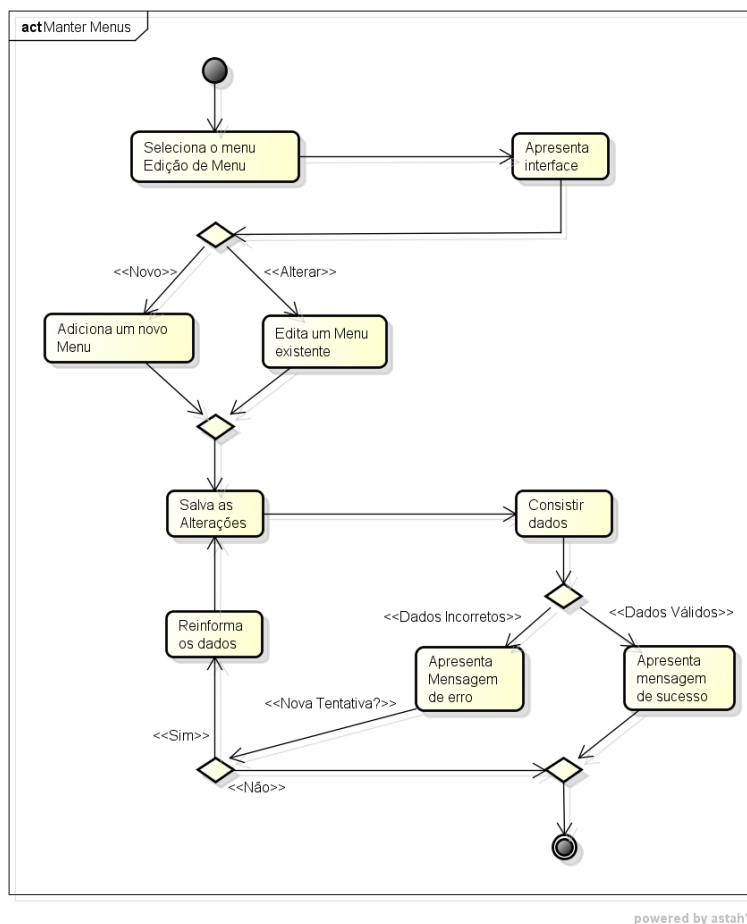 act Manter Menus
Seleciona o menu
Edição de Menu
Apresenta
interface
<<Novo>>
<<Alterar>>
Adiciona um novo
Menu
Edita um Menu
existente
Salva as
Alterações
Consistir
dados
<<Dados Incorretos>>
<<Dados Válidos>>
Reinforma
os dados
Apresenta
Mensagem
de erro
Apresenta
mensagem
de sucesso
<<Nova Tentativa?>>
<<Sim>>
<<Não>>
powered by astah